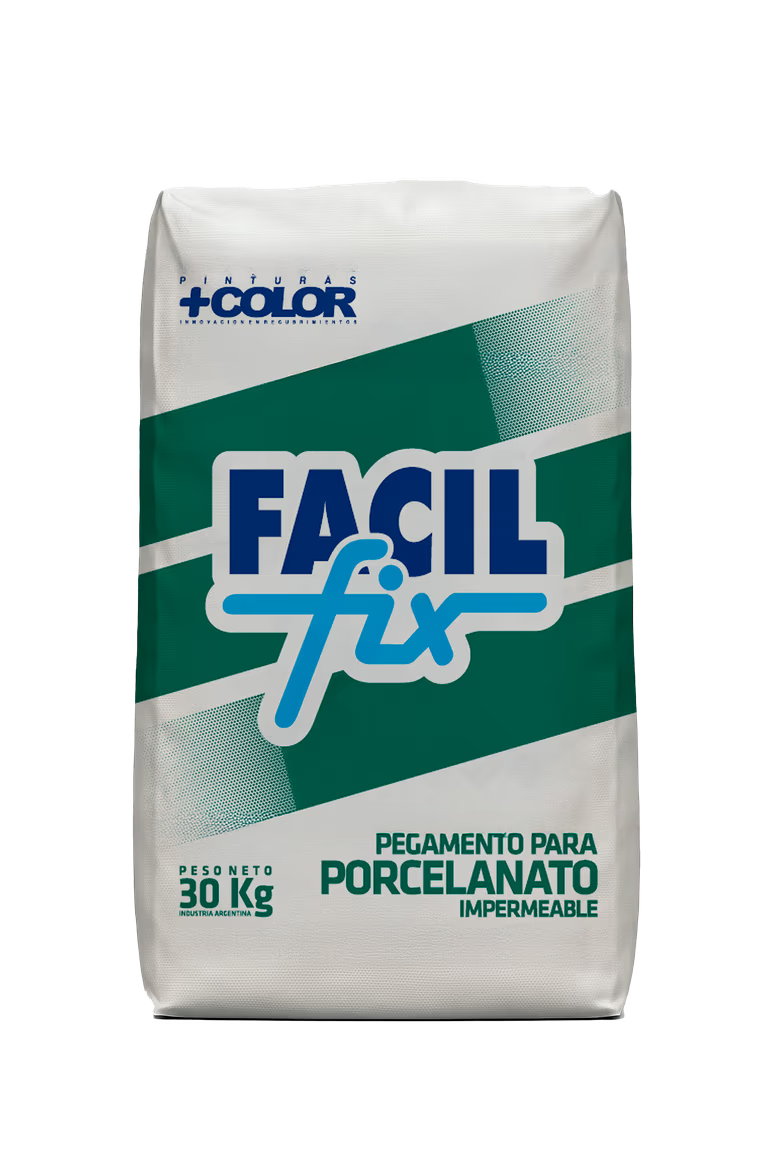 PINTURAS
+COLOR
INNOVACION EN RECUBRIMIENTOS
FACIL
fix
PEGAMENTO PARA
PORCELANATO
IMPERMEABLE
PESO NETO
30 Kg
INDUSTRIA ARGENTINA